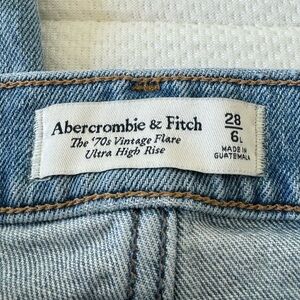 Abercrombie & Fitch
The '70s Vintage Flare
Ultra High Rise
28
6L
MADE IN
GUATEMALA